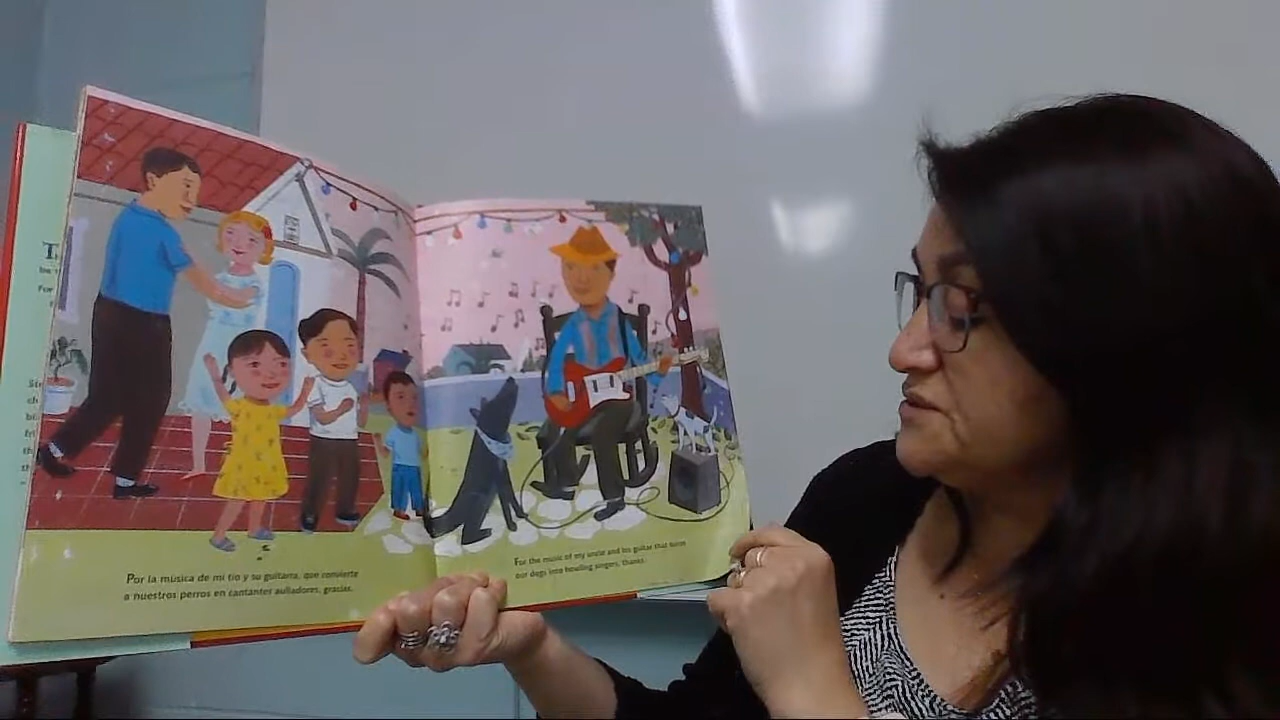 Por la música de mi tío y su guitarra, que convierte
a nuestros perros en cantantes aulladores, gracias.
For the music of my uncle and his guitar that turns
our dogs into howling singers, thanks.